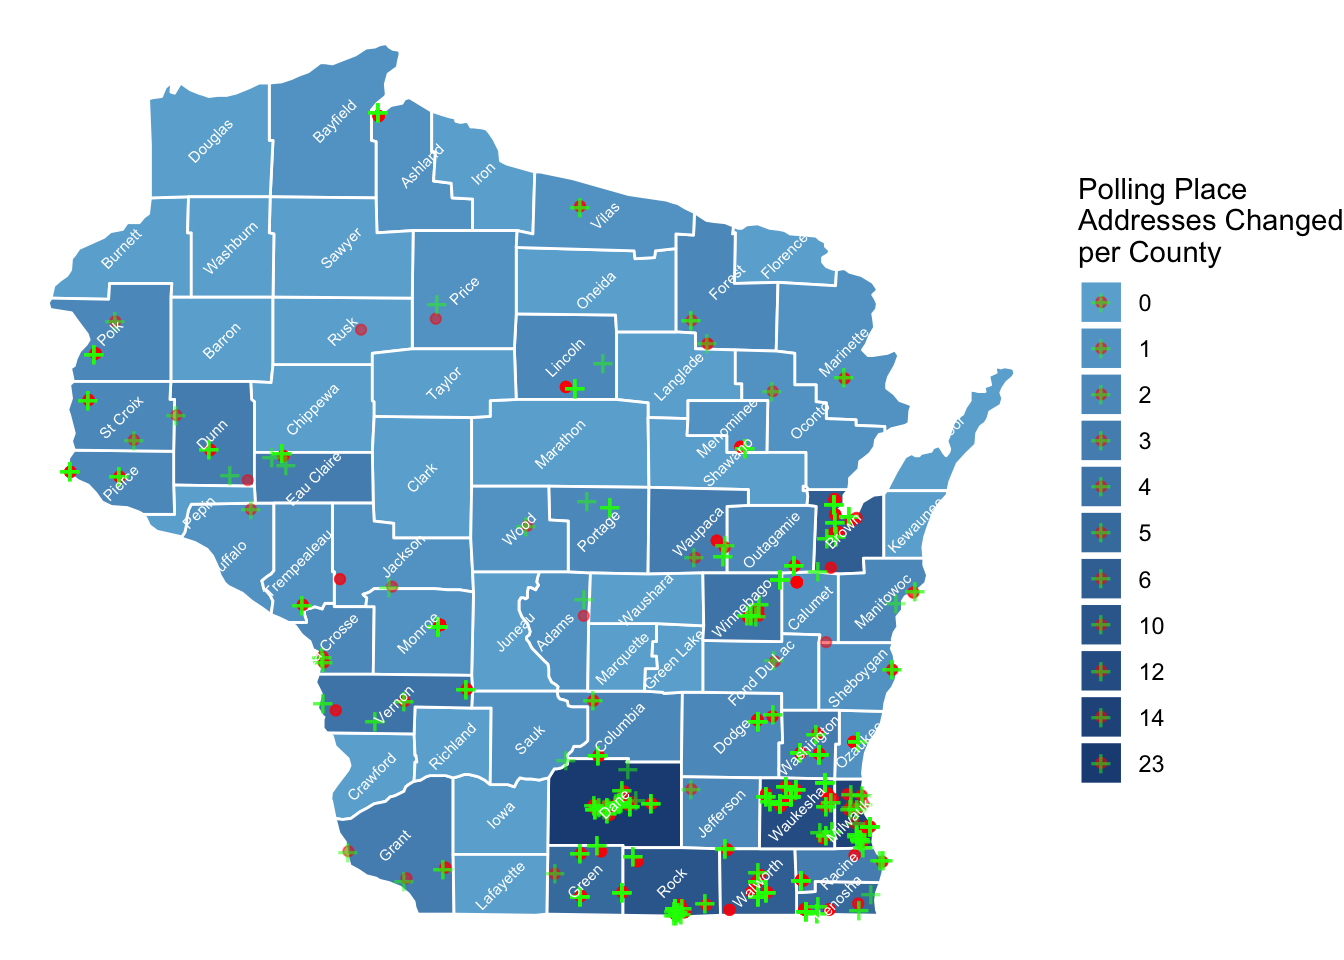 Polling Place
Addresses Changed
per County
0
1
2
3
4
5
6
10
12
14
23
Douglas
Bayfield
Ashland
Iron
Vilas
Burnett
Washburn
Sawyer
Price
Oneida
Forest
Florence
Polk
Barron
Rusk
Lincoln
Langlade
Marinette
Taylor
St Croix
Dunn
Chippewa
Marathon
Menominee
Oconto
Pierce
Eau Claire
Clark
Shawano
Pepin
Wood
Portage
Waupaca
Outagamie
Brown
Kewaunee
uffalo
Trempealeau
Jackson
Waushara
Winnebago
Calumet
Manitowoc
Crosse
Monroe
Juneau
Adams
Marquette
Green Lake
Fond Du Lac
Sheboygan
Vernon
Richland
Sauk
Columbia
Dodge
Washington
Ozaukee
Crawford
Iowa
Dane
Jefferson
Waukesha
Milwauk
Grant
Lafayette
Green
Rock
Walworth
Racine
enosha